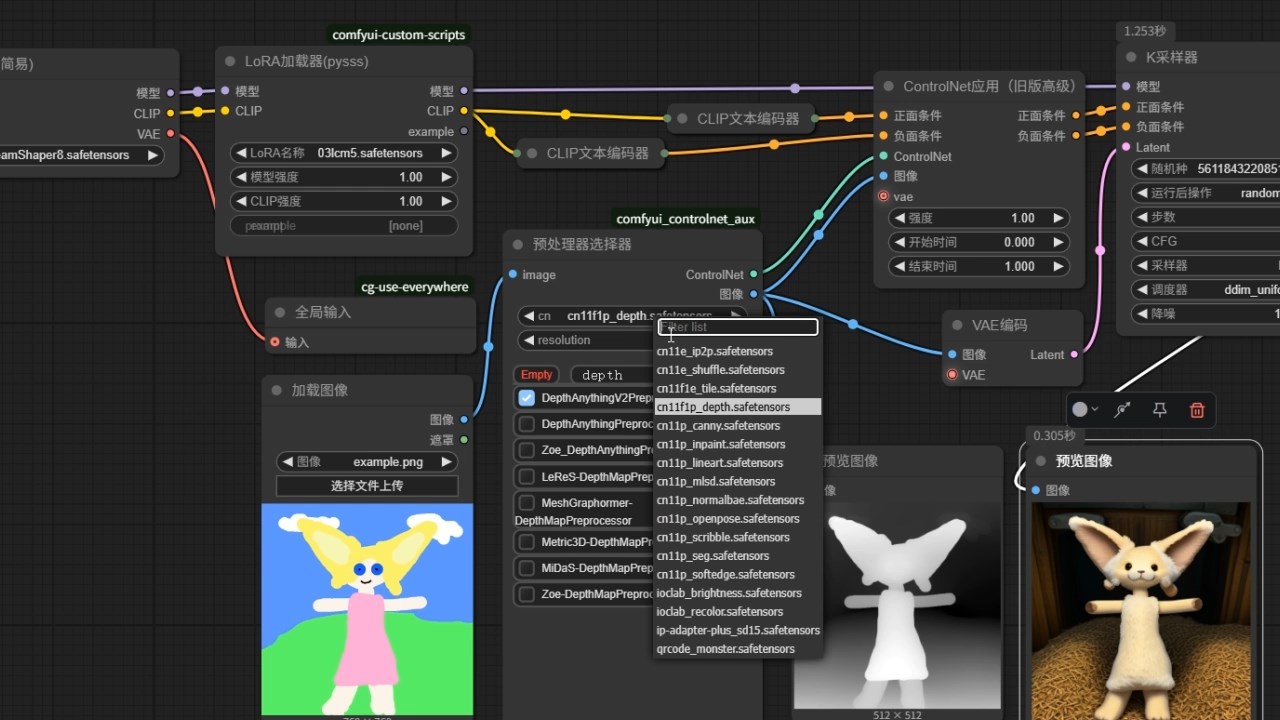 comfyui-custom-scripts
简易)
模型
CLIP
VAE
eamShaper8.safetensors
LoRA加载器(pysss)
模型
CLIP
模型
CLIP
example
LoRA名称 03lcm5.safetensors
模型强度 1.00
CLIP强度 1.00
[none]
CLIP文本编码器
CLIP文本编码器
ControlNet应用（旧版高级）
正面条件
负面条件
ControlNet
图像
vae
正面条件
负面条件
强度 1.00
开始时间 0.000
结束时间 1.000
1.253秒
K采样器
模型
正面条件
负面条件
Latent
随机种 5611843220851
运行后操作 random
步数
CFG
采样器
调度器 ddim_unifo
降噪 1
cg-use-everywhere
全局输入
输入
加载图像
图像
遮罩
图像 example.png
选择文件上传
comfyui_controlnet_aux
预处理器选择器
image
ControlNet
图像
cn cn11f1p_depth.safetensors
resolution
Empty depth
DepthAnythingV2Prepr
DepthAnythingPreproc
Zoe_DepthAnythingPr
LeReS-DepthMapPrep
MeshGraphormer-
DepthMapPreprocessor
Metric3D-DepthMapPr
MiDaS-DepthMapPrepr
Zoe-DepthMapPreproc
Filter list
cn11e_ip2p.safetensors
cn11e_shuffle.safetensors
cn11f1e_tile.safetensors
cn11f1p_depth.safetensors
cn11p_canny.safetensors
cn11p_inpaint.safetensors
cn11p_lineart.safetensors
cn11p_mlsd.safetensors
cn11p_normalbae.safetensors
cn11p_openpose.safetensors
cn11p_scribble.safetensors
cn11p_seg.safetensors
cn11p_softedge.safetensors
ioclab_brightness.safetensors
ioclab_recolor.safetensors
ip-adapter-plus_sd15.safetensors
qrcode_monster.safetensors
VAE编码
图像
VAE
Latent
预览图像
像
512 × 512
0.305秒
预览图像
图像